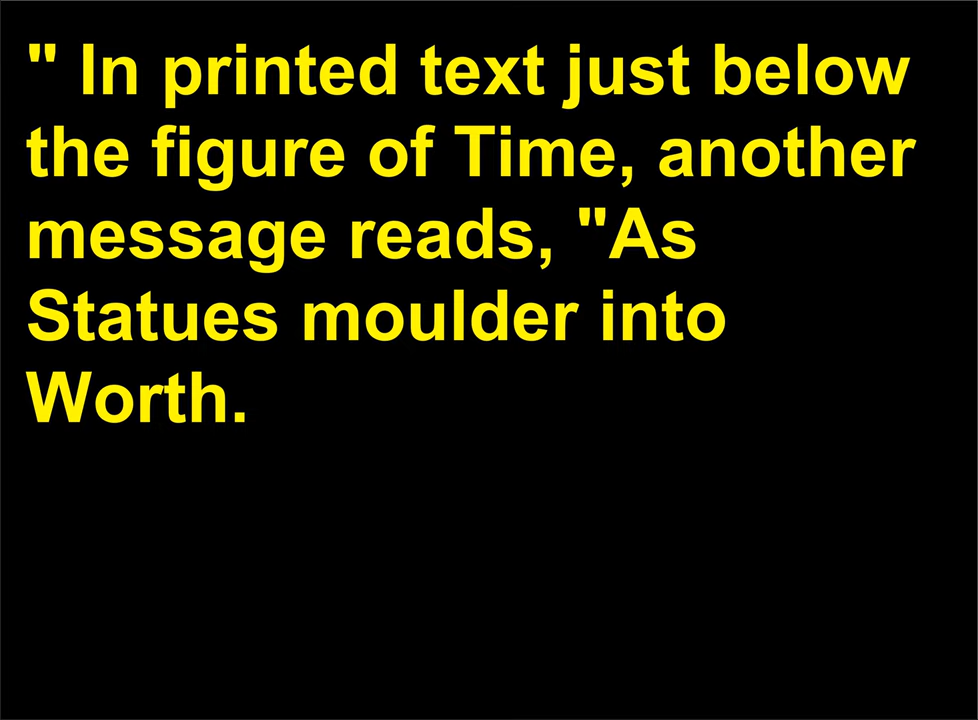 " In printed text just below
the figure of Time, another
message reads, "As
Statues moulder into
Worth.